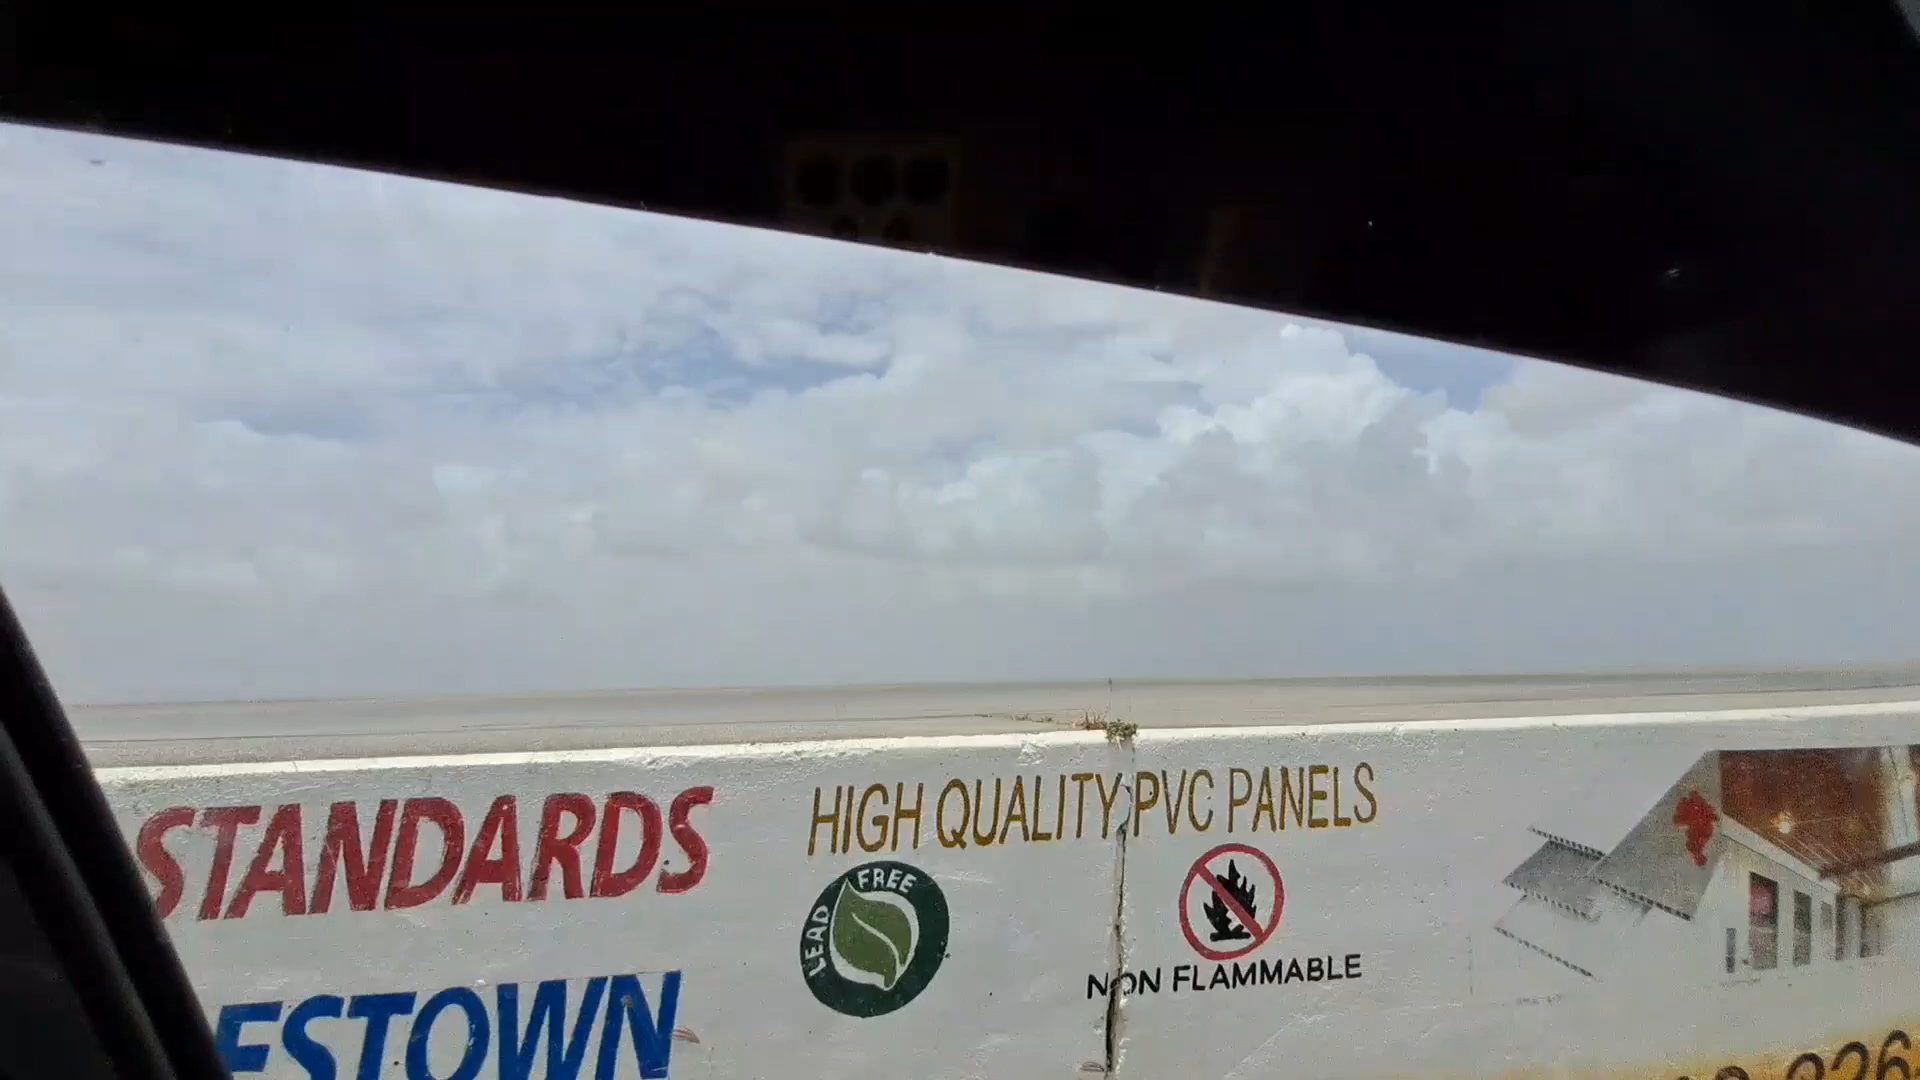 STANDARDS
HIGH QUALITY PVC PANELS
LEAD FREE
NON FLAMMABLE
ESTOWN